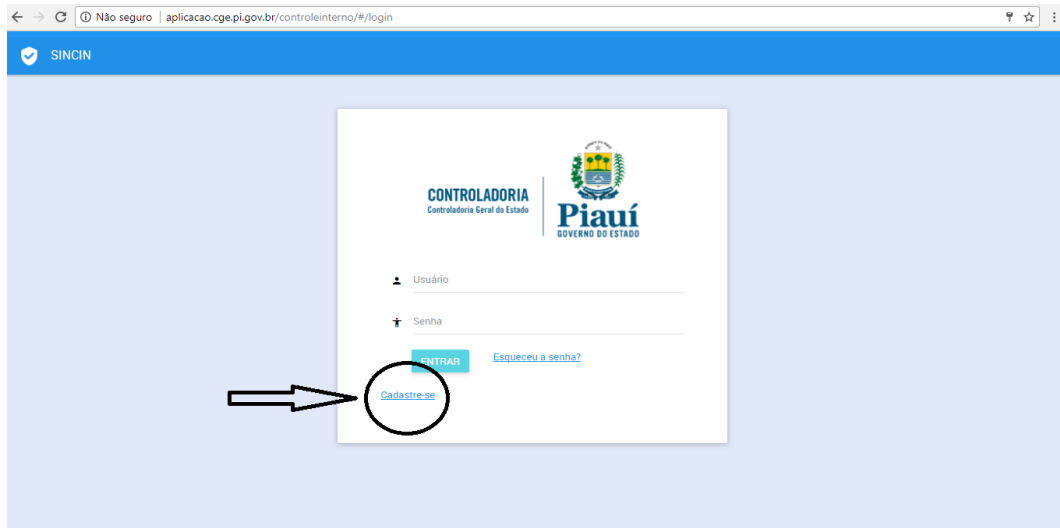 Não seguro | aplicacao.cge.pi.gov.br/controleinterno/#/login
SINCIN
CONTROLADORIA
Controladoria Geral do Estado
Piauí
GOVERNO DO ESTADO
Usuário
Senha
ENTRAR
Esqueceu a senha?
Cadastre-se